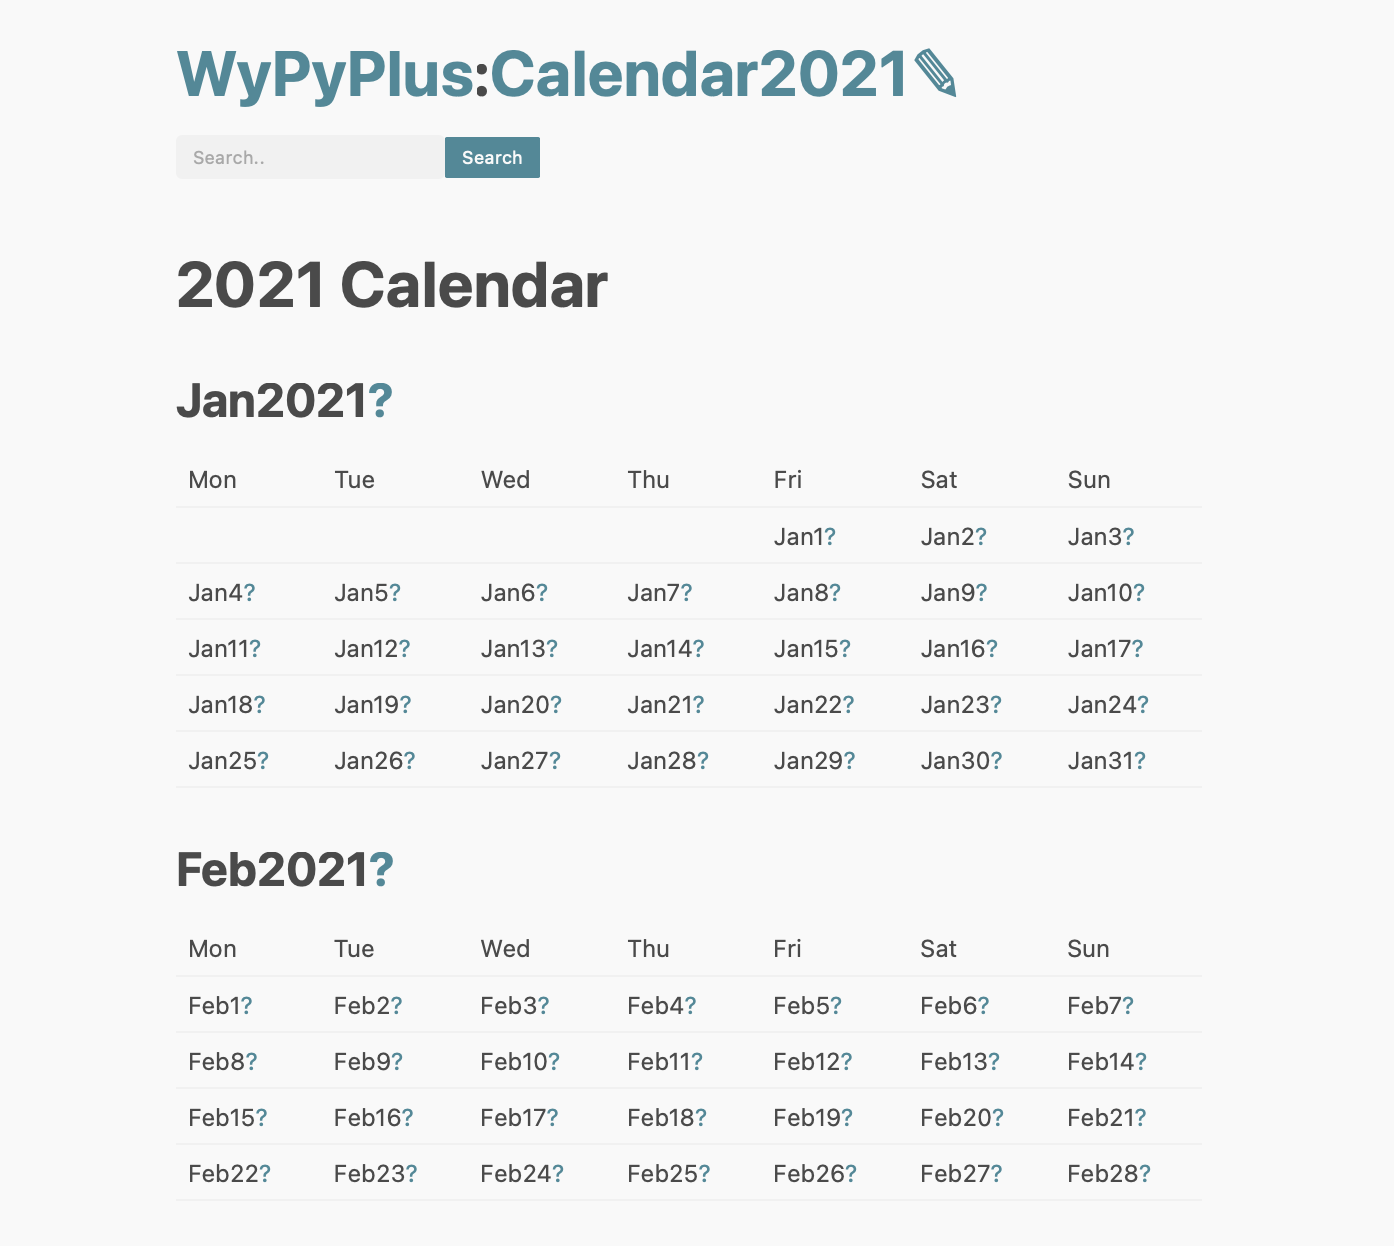 WyPyPlus:Calendar2021✎
Search.. Search
2021 Calendar
Jan2021?
Mon Tue Wed Thu Fri Sat Sun
Jan1? Jan2? Jan3?
Jan4? Jan5? Jan6? Jan7? Jan8? Jan9? Jan10?
Jan11? Jan12? Jan13? Jan14? Jan15? Jan16? Jan17?
Jan18? Jan19? Jan20? Jan21? Jan22? Jan23? Jan24?
Jan25? Jan26? Jan27? Jan28? Jan29? Jan30? Jan31?
Feb2021?
Mon Tue Wed Thu Fri Sat Sun
Feb1? Feb2? Feb3? Feb4? Feb5? Feb6? Feb7?
Feb8? Feb9? Feb10? Feb11? Feb12? Feb13? Feb14?
Feb15? Feb16? Feb17? Feb18? Feb19? Feb20? Feb21?
Feb22? Feb23? Feb24? Feb25? Feb26? Feb27? Feb28?